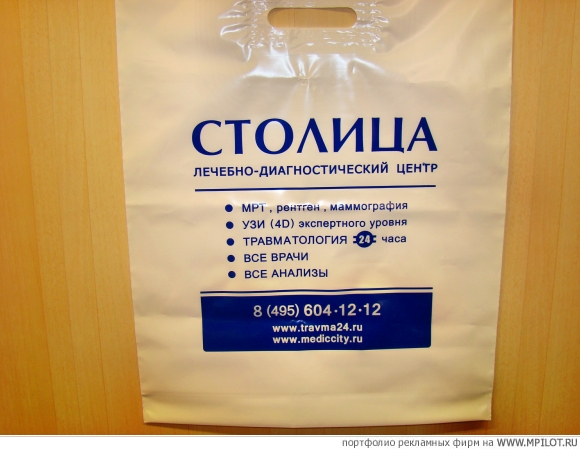 СТОЛИЦА
ЛЕЧЕБНО-ДИАГНОСТИЧЕСКИЙ ЦЕНТР
• МРТ, рентген, маммография
• УЗИ (4D) экспертного уровня
• ТРАВМАТОЛОГИЯ 24 часа
• ВСЕ ВРАЧИ
• ВСЕ АНАЛИЗЫ
8 (495) 604-12-12
www.travma24.ru
www.mediccity.ru
портфолио рекламных фирм на WWW.MPILOT.RU